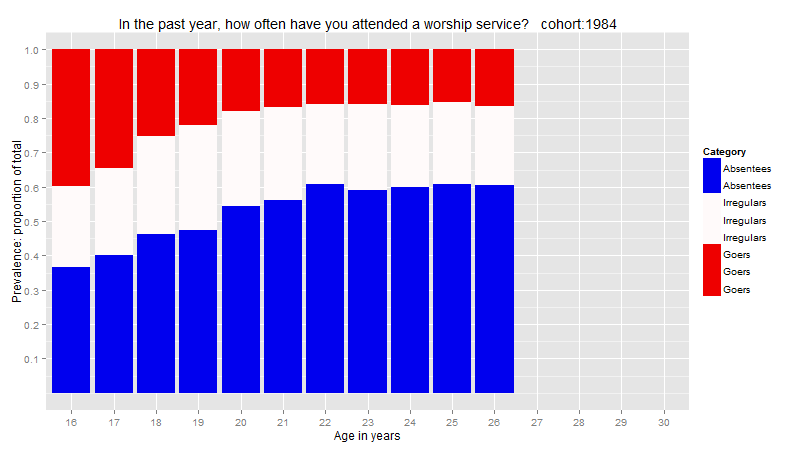 In the past year, how often have you attended a worship service?   cohort:1984
Prevalence: proportion of total
1.0
0.9
0.8
0.7
0.6
0.5
0.4
0.3
0.2
0.1
16 17 18 19 20 21 22 23 24 25 26 27 28 29 30
Age in years
Category
Absentees
Absentees
Irregulars
Irregulars
Irregulars
Goers
Goers
Goers